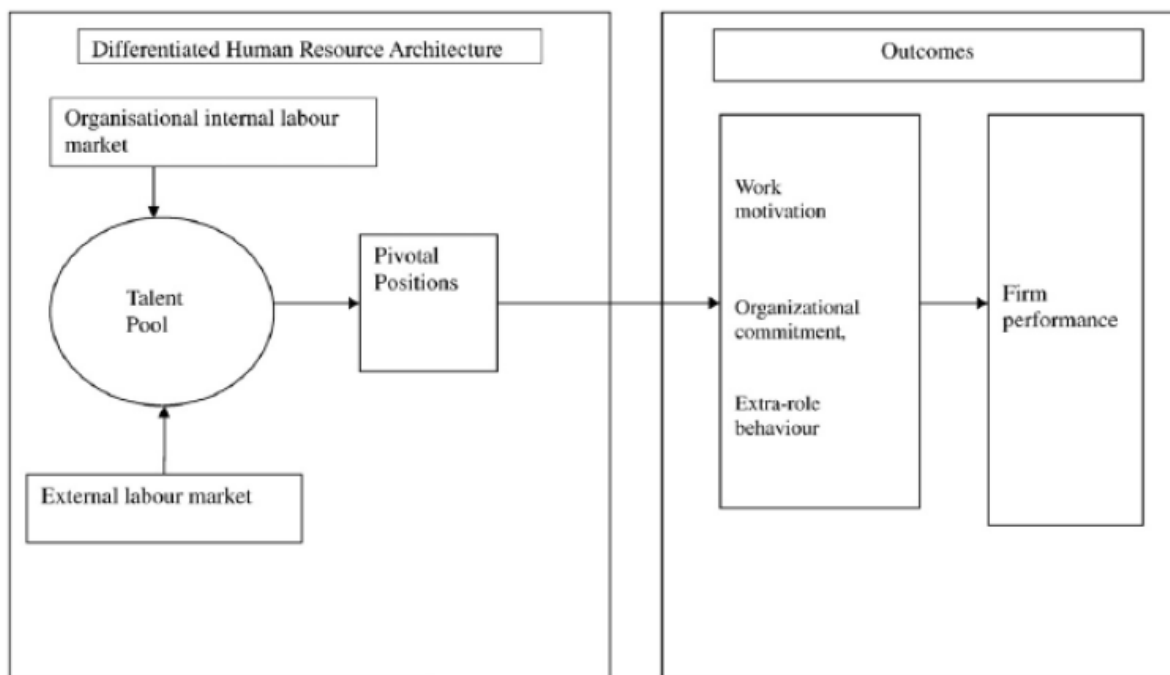 Differentiated Human Resource Architecture
Organisational internal labour
market
Talent
Pool
Pivotal
Positions
External labour market
Outcomes
Work
motivation
Organizational
commitment,
Extra-role
behaviour
Firm
performance